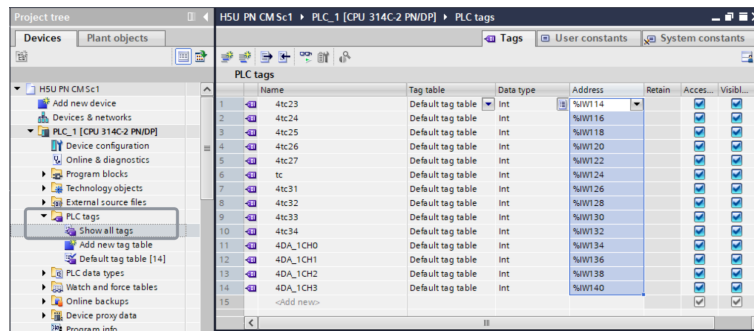 Project tree
H5U PN CM Sc1 ▸ PLC_1 [CPU 314C-2 PN/DP] ▸ PLC tags
Devices
Plant objects
Tags
User constants
System constants
PLC tags
H5U PN CM Sc1
Add new device
Devices & networks
PLC_1 [CPU 314C-2 PN/DP]
Device configuration
Online & diagnostics
Program blocks
Technology objects
External source files
PLC tags
Show all tags
Add new tag table
Default tag table [14]
PLC data types
Watch and force tables
Online backups
Device proxy data
Program info
Name Tag table Data type Address Retain Acces... Visibl...
1 4tc23 Default tag table Int %IW114
2 4tc24 Default tag table Int %IW116
3 4tc25 Default tag table Int %IW118
4 4tc26 Default tag table Int %IW120
5 4tc27 Default tag table Int %IW122
6 tc Default tag table Int %IW124
7 4tc31 Default tag table Int %IW126
8 4tc32 Default tag table Int %IW128
9 4tc33 Default tag table Int %IW130
10 4tc34 Default tag table Int %IW132
11 4DA_1CH0 Default tag table Int %IW134
12 4DA_1CH1 Default tag table Int %IW136
13 4DA_1CH2 Default tag table Int %IW138
14 4DA_1CH3 Default tag table Int %IW140
15 <Add new>